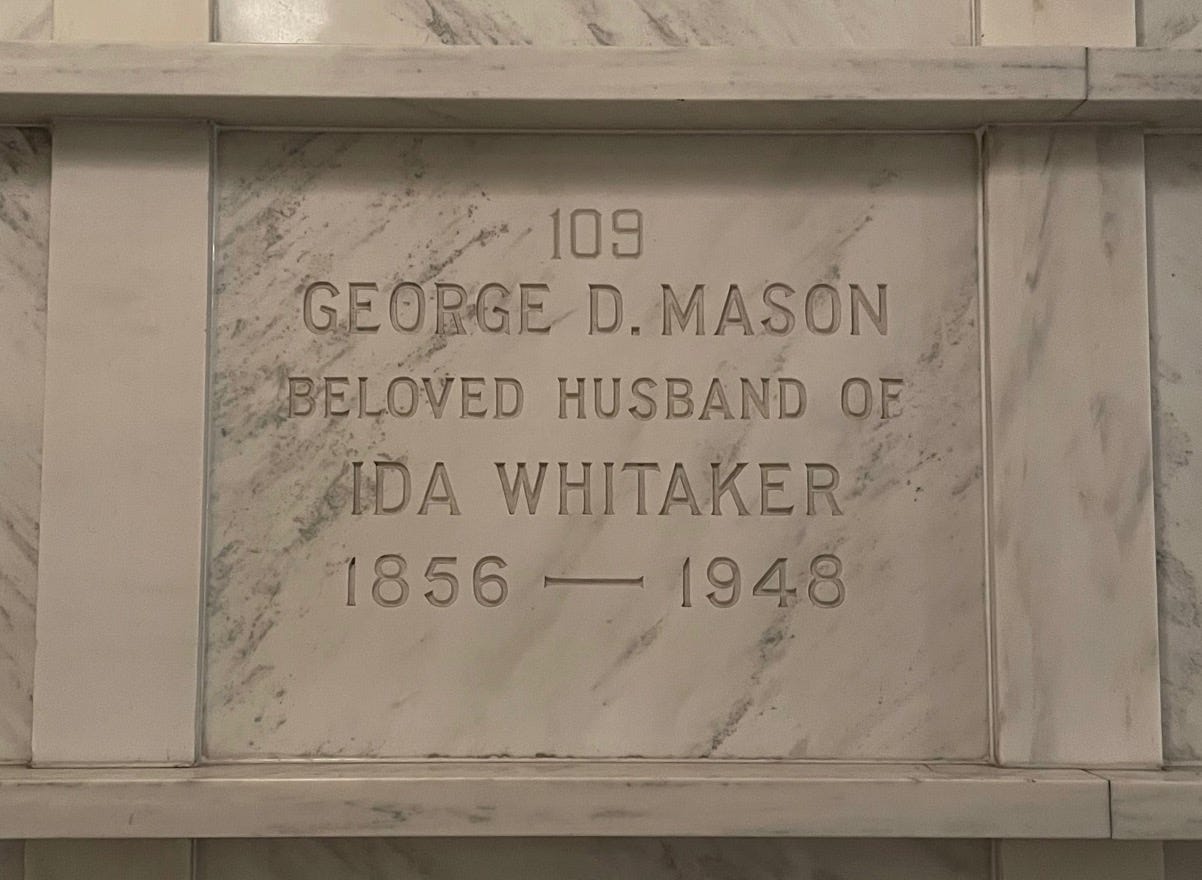 109
GEORGE D. MASON
BELOVED HUSBAND OF
IDA WHITAKER
1856 — 1948